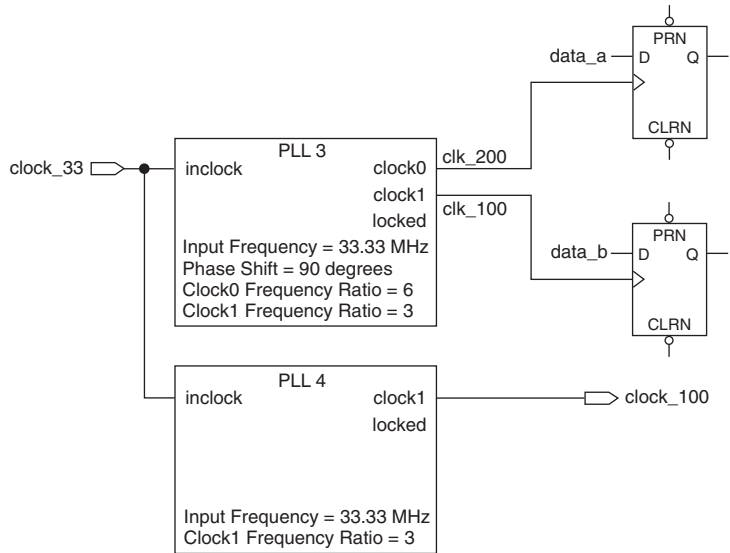 PRN
data_a
D
Q
CLRN
clock_33
PLL 3
inclock
clock0
clk_200
clock1
clk_100
locked
Input Frequency = 33.33 MHz
Phase Shift = 90 degrees
Clock0 Frequency Ratio = 6
Clock1 Frequency Ratio = 3
PRN
data_b
D
Q
CLRN
PLL 4
inclock
clock1
clock_100
locked
Input Frequency = 33.33 MHz
Clock1 Frequency Ratio = 3